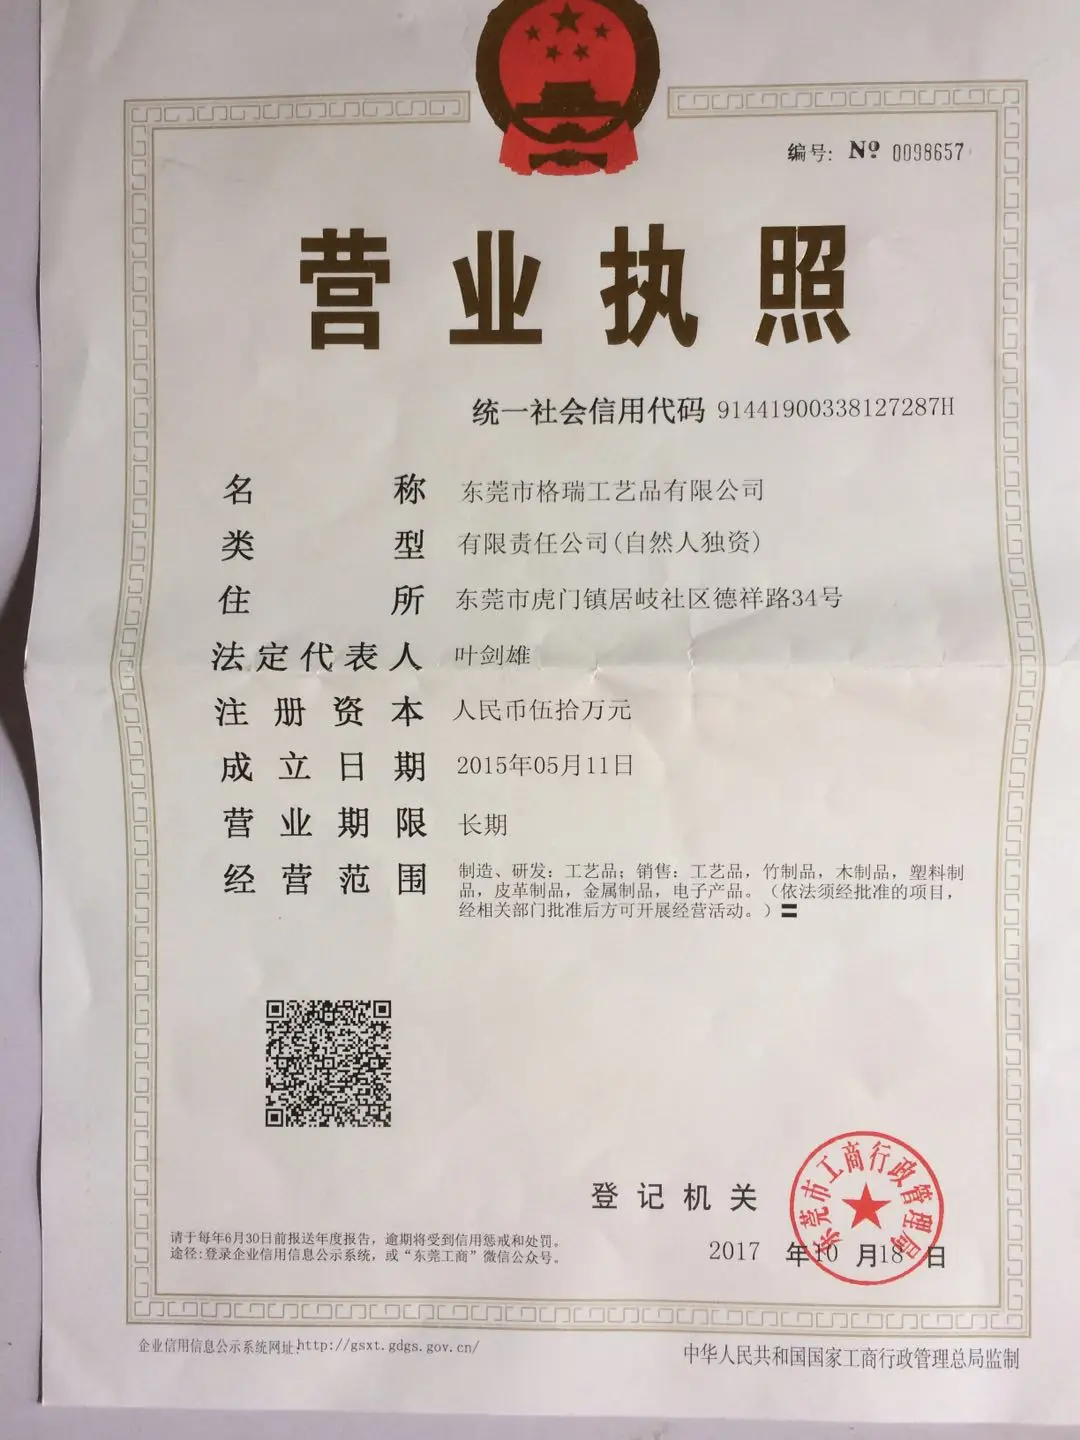 编号: № 0098657
营业执照
统一社会信用代码 91441900338127287H
名称 东莞市格瑞工艺品有限公司
类型 有限责任公司(自然人独资)
住所 东莞市虎门镇居岐社区德祥路34号
法定代表人 叶剑雄
注册资本 人民币伍拾万元
成立日期 2015年05月11日
营业期限 长期
经营范围 制造、研发：工艺品；销售：工艺品，竹制品，木制品，塑料制
品，皮革制品，金属制品，电子产品。（依法须经批准的项目，
经相关部门批准后方可开展经营活动。）〓
登记机关
东莞市工商行政管理局
2017 年10 月18 日
请于每年6月30日前报送年度报告，逾期将受到信用惩戒和处罚。
途径:登录企业信用信息公示系统，或“东莞工商”微信公众号。
企业信用信息公示系统网址:http://gsxt.gdgs.gov.cn/
中华人民共和国国家工商行政管理总局监制